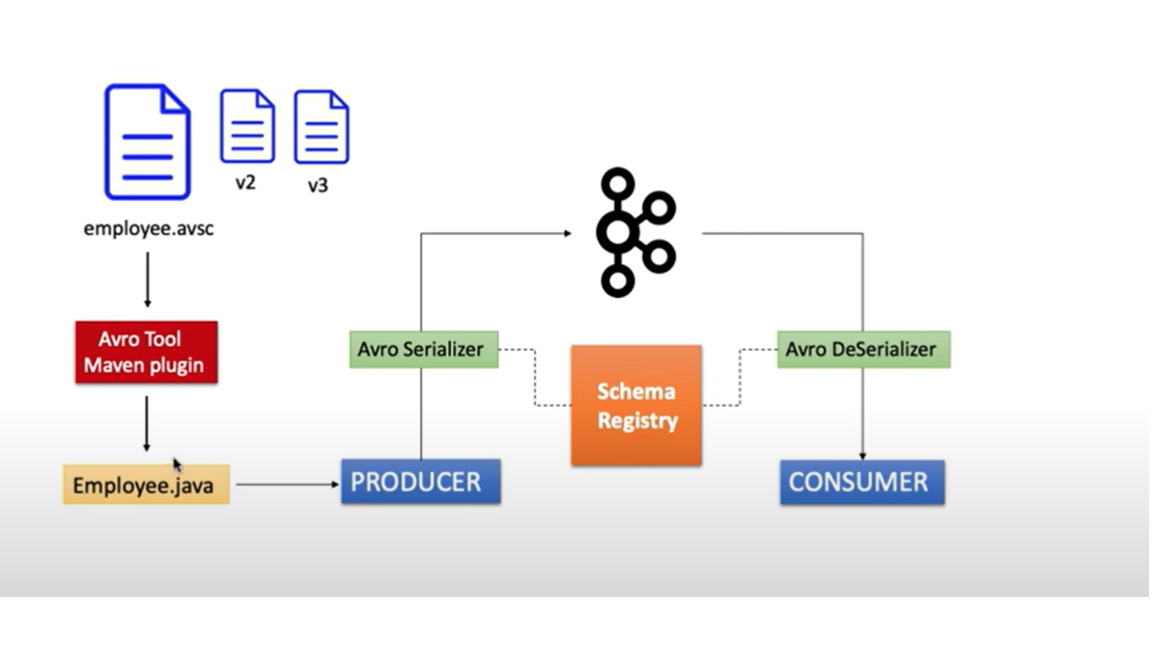 v2
v3
employee.avsc
Avro Tool
Maven plugin
Employee.java
Avro Serializer
PRODUCER
Schema
Registry
Avro DeSerializer
CONSUMER